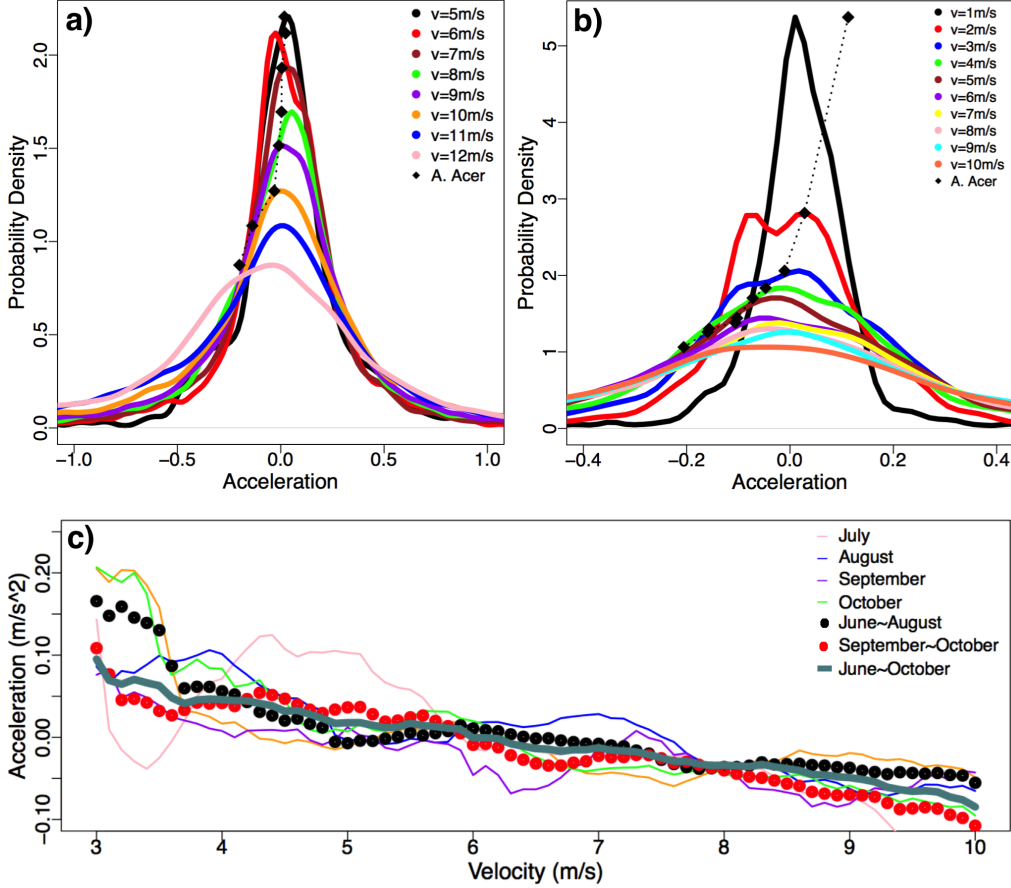 a)
v=5m/s
v=6m/s
v=7m/s
v=8m/s
v=9m/s
v=10m/s
v=11m/s
v=12m/s
A. Acer
Probability Density
0.0
0.5
1.0
1.5
2.0
−1.0
−0.5
0.0
0.5
1.0
Acceleration
b)
v=1m/s
v=2m/s
v=3m/s
v=4m/s
v=5m/s
v=6m/s
v=7m/s
v=8m/s
v=9m/s
v=10m/s
A. Acer
Probability Density
0
1
2
3
4
5
−0.4
−0.2
0.0
0.2
0.4
Acceleration
c)
July
August
September
October
June~August
September~October
June~October
Acceleration (m/s^2)
−0.10
0.00
0.10
0.20
3
4
5
6
7
8
9
10
Velocity (m/s)